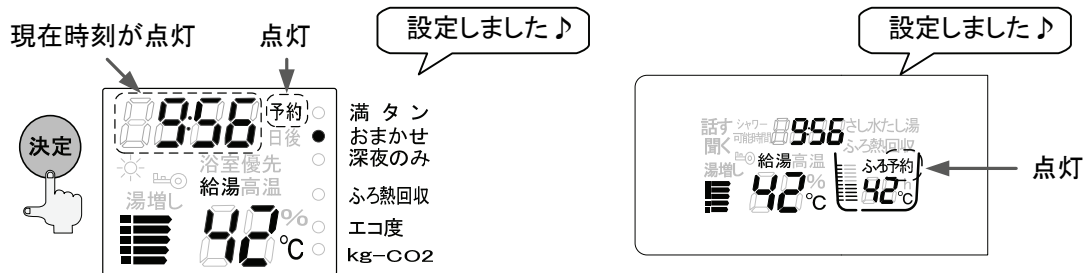 現在時刻が点灯
点灯
設定しました♪
決定
9:56
予約
日後
浴室優先
給湯高温
湯増し
42
%
℃
満タン
おまかせ
深夜のみ
ふろ熱回収
エコ度
kg-CO2
設定しました♪
話す
聞く
シャワー
可能時間
9:56
さし水たし湯
ふろ熱回収
湯増し
給湯高温
42
%
℃
ふろ予約
42
℃
点灯